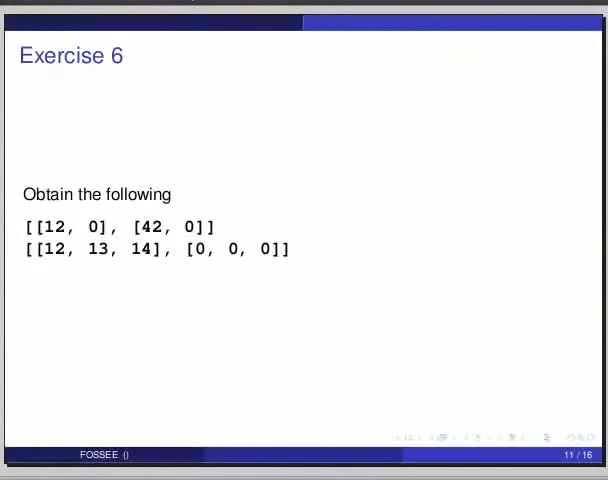 Exercise 6
Obtain the following
[[12, 0], [42, 0]]
[[12, 13, 14], [0, 0, 0]]
FOSSEE ()
11 / 16